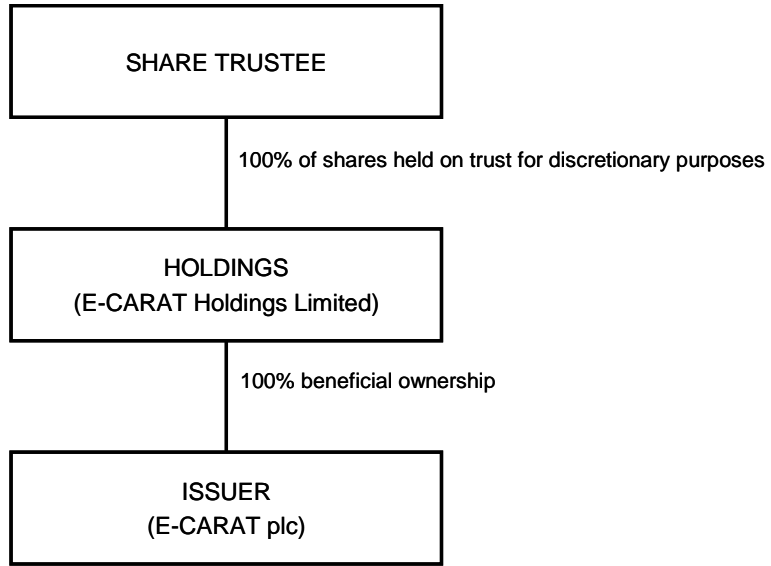 SHARE TRUSTEE
100% of shares held on trust for discretionary purposes
HOLDINGS
(E-CARAT Holdings Limited)
100% beneficial ownership
ISSUER
(E-CARAT plc)